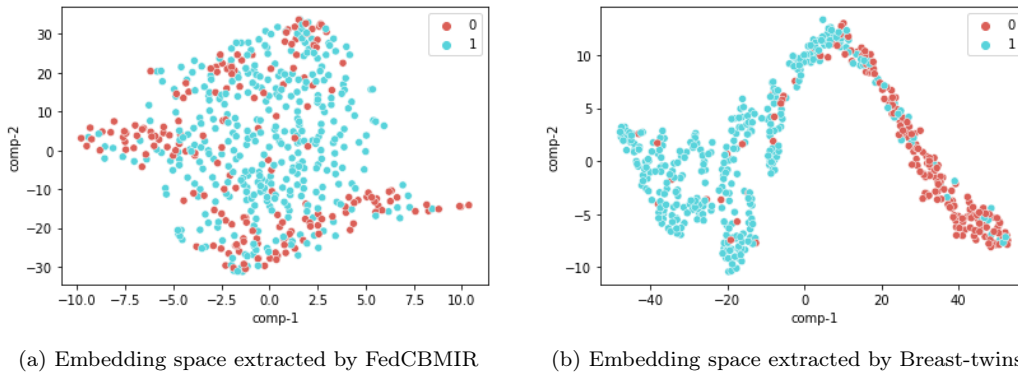 0
1
30
20
10
0
−10
−20
−30
comp-2
−10.0 −7.5 −5.0 −2.5 0.0 2.5 5.0 7.5 10.0
comp-1
(a) Embedding space extracted by FedCBMIR
0
1
10
5
0
−5
−10
comp-2
−40 −20 0 20 40
comp-1
(b) Embedding space extracted by Breast-twins